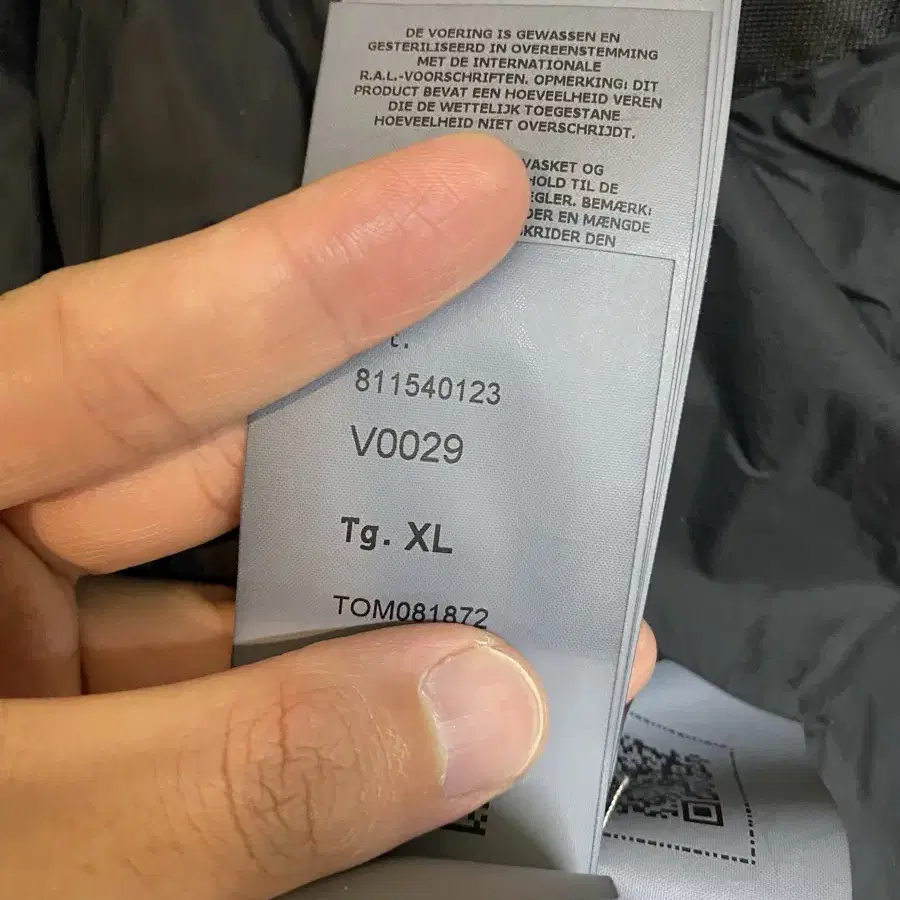 DE VOERING IS GEWASSEN EN
GESTERILISEERD IN OVEREENSTEMMING
MET DE INTERNATIONALE
R.A.L.-VOORSCHRIFTEN. OPMERKING: DIT
PRODUCT BEVAT EEN HOEVEELHEID VEREN
DIE DE WETTELIJK TOEGESTANE
HOEVEELHEID NIET OVERSCHRIJDT.
VASKET OG
HOLD TIL DE
EGLER. BEMÆRK:
DER EN MÆNGDE
SKRIDER DEN
t.
811540123
V0029
Tg. XL
TOM081872